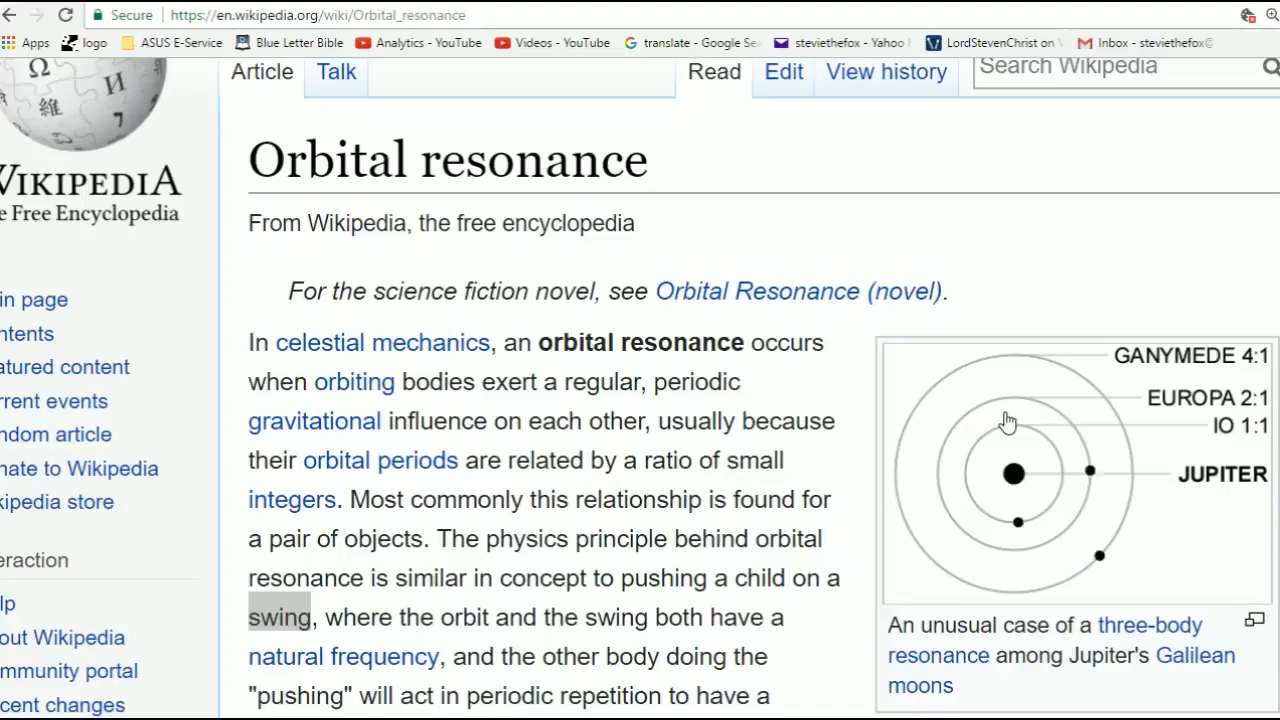 Secure https://en.wikipedia.org/wiki/Orbital_resonance
Apps logo ASUS E-Service Blue Letter Bible Analytics - YouTube Videos - YouTube translate - Google Se steviethefox - Yahoo LordStevenChrist on Inbox - steviethefox@
Ω И 維 7
WIKIPEDIA
e Free Encyclopedia
in page
ntents
atured content
rrent events
ndom article
nate to Wikipedia
kipedia store
eraction
lp
out Wikipedia
mmunity portal
cent changes
Article Talk Read Edit View history Search Wikipedia
Orbital resonance
From Wikipedia, the free encyclopedia
For the science fiction novel, see Orbital Resonance (novel).
In celestial mechanics, an orbital resonance occurs
when orbiting bodies exert a regular, periodic
gravitational influence on each other, usually because
their orbital periods are related by a ratio of small
integers. Most commonly this relationship is found for
a pair of objects. The physics principle behind orbital
resonance is similar in concept to pushing a child on a
swing, where the orbit and the swing both have a
natural frequency, and the other body doing the
"pushing" will act in periodic repetition to have a
GANYMEDE 4:1
EUROPA 2:1
IO 1:1
JUPITER
An unusual case of a three-body
resonance among Jupiter's Galilean
moons